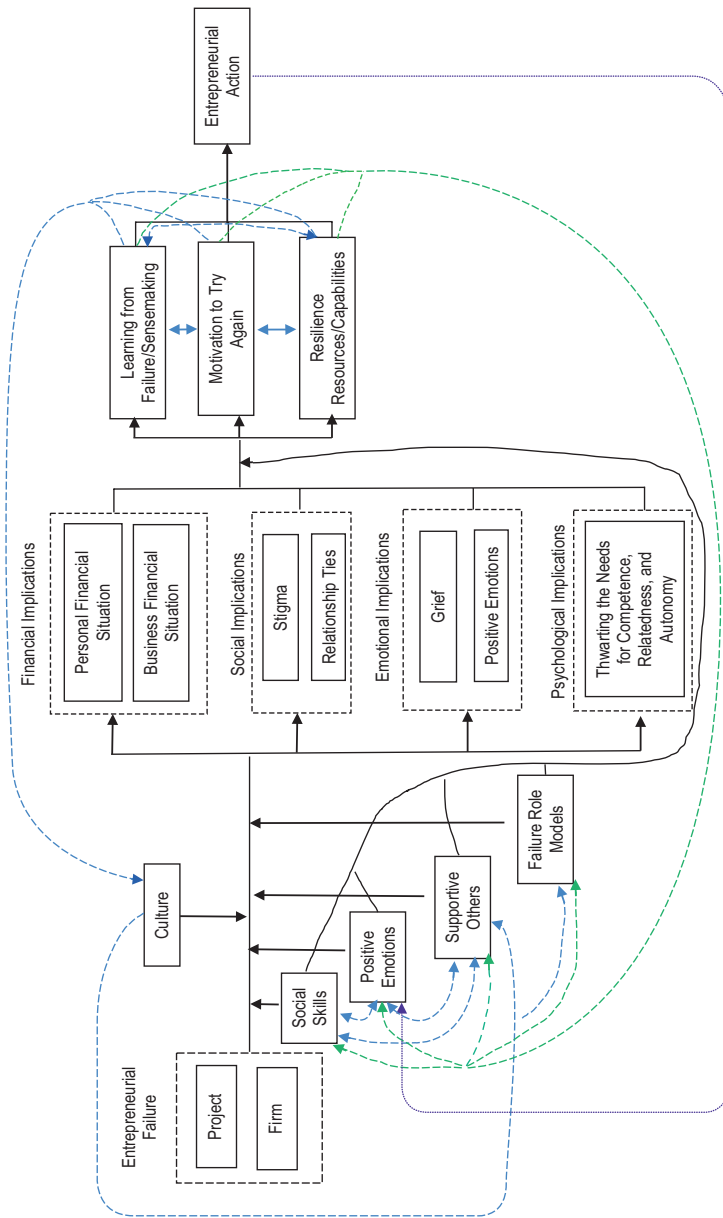 Entrepreneurial
Failure
Project
Firm
Culture
Social
Skills
Positive
Emotions
Supportive
Others
Failure Role
Models
Financial Implications
Personal Financial
Situation
Business Financial
Situation
Social Implications
Stigma
Relationship Ties
Emotional Implications
Grief
Positive Emotions
Psychological Implications
Thwarting the Needs
for Competence,
Relatedness, and
Autonomy
Learning from
Failure/Sensemaking
Motivation to Try
Again
Resilience
Resources/Capabilities
Entrepreneurial
Action